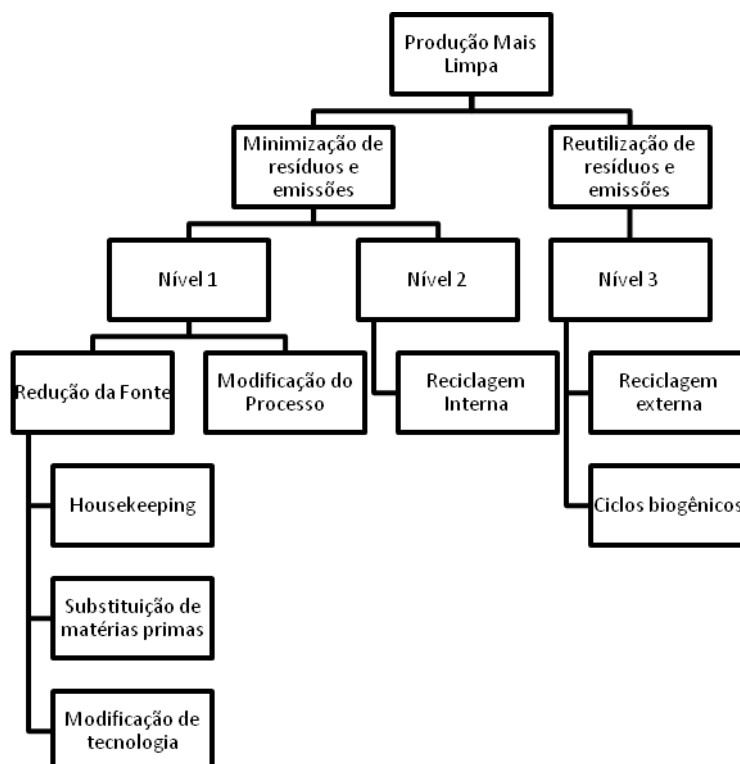 Produção Mais
Limpa
Minimização de
resíduos e
emissões
Reutilização de
resíduos e
emissões
Nível 1
Nível 2
Nível 3
Redução da Fonte
Modificação do
Processo
Reciclagem
Interna
Reciclagem
externa
Housekeeping
Ciclos biogênicos
Substituição de
matérias primas
Modificação de
tecnologia